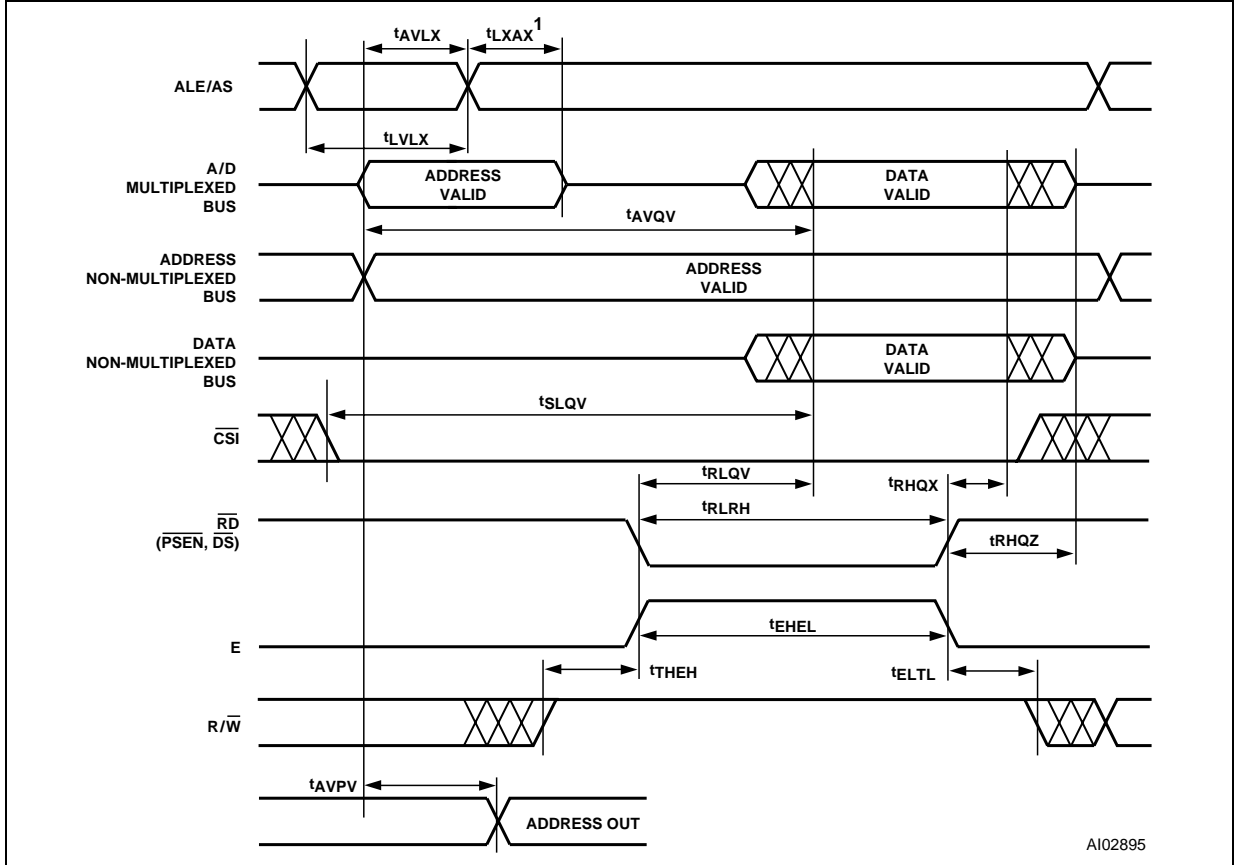 tAVLX tLXAX 1
ALE/AS
tLVLX
A/D
MULTIPLEXED
BUS
ADDRESS
VALID
DATA
VALID
tAVQV
ADDRESS
NON-MULTIPLEXED
BUS
ADDRESS
VALID
DATA
NON-MULTIPLEXED
BUS
DATA
VALID
tSLQV
CSI
tRLQV
tRHQX
tRLRH
RD
(PSEN, DS)
tRHQZ
tEHEL
E
tTHEH
tELTL
R/W
tAVPV
ADDRESS OUT
AI02895